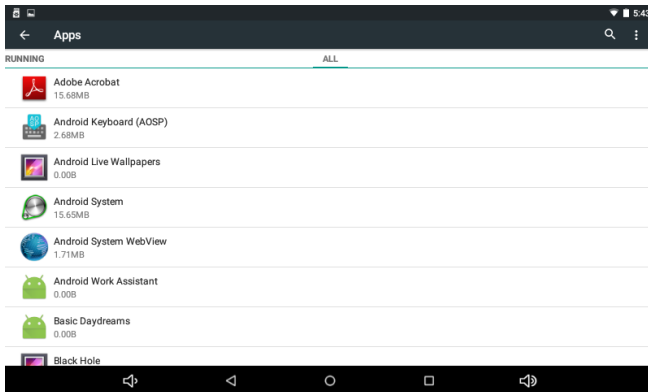 5:43
Apps
RUNNING
ALL
Adobe Acrobat
15.68MB
Android Keyboard (AOSP)
2.68MB
Android Live Wallpapers
0.00B
Android System
15.65MB
Android System WebView
1.71MB
Android Work Assistant
0.00B
Basic Daydreams
0.00B
Black Hole